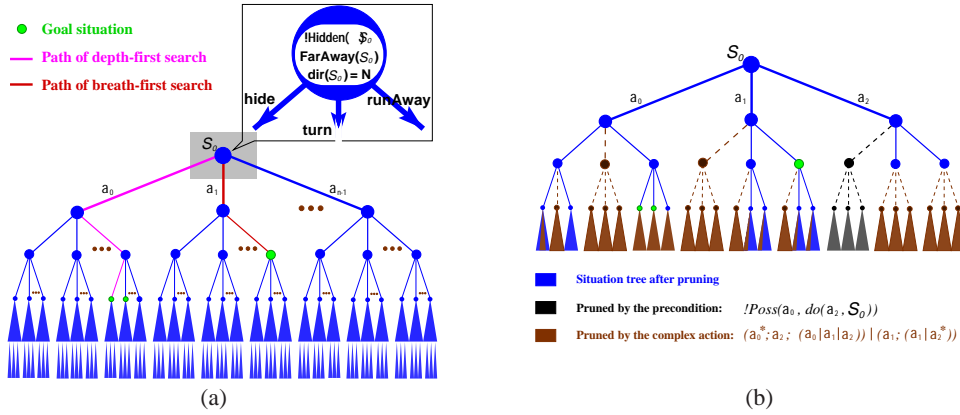 Goal situation
Path of depth-first search
Path of breath-first search
!Hidden( S₀
FarAway(S₀)
dir(S₀) = N
hide
turn
runAway
S₀
a₀
a₁
aₙ₋₁
(a)
S₀
a₀
a₁
a₂
Situation tree after pruning
Pruned by the precondition: !Poss(a₀, do(a₂, S₀))
Pruned by the complex action: (a₀*; a₂; (a₀|a₁|a₂)) | (a₁; (a₁|a₂*))
(b)